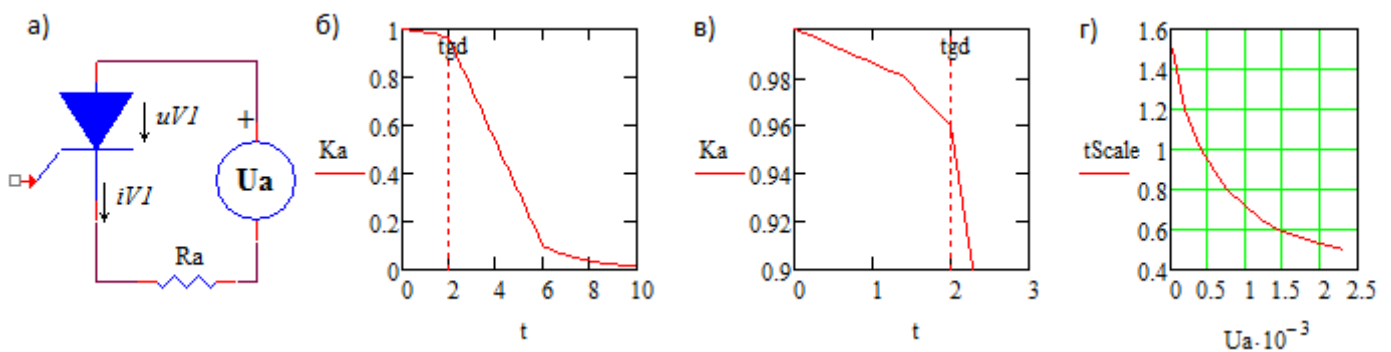 а)
uV1
+
Ua
iV1
Ra
б)
1
0.8
0.6
0.4
0.2
0
Ka
tgd
0 2 4 6 8 10
t
в)
0.98
0.96
0.94
0.92
0.9
Ka
tgd
0 1 2 3
t
г)
1.6
1.4
1.2
1
0.8
0.6
0.4
tScale
0 0.5 1 1.5 2 2.5
Ua·10⁻³